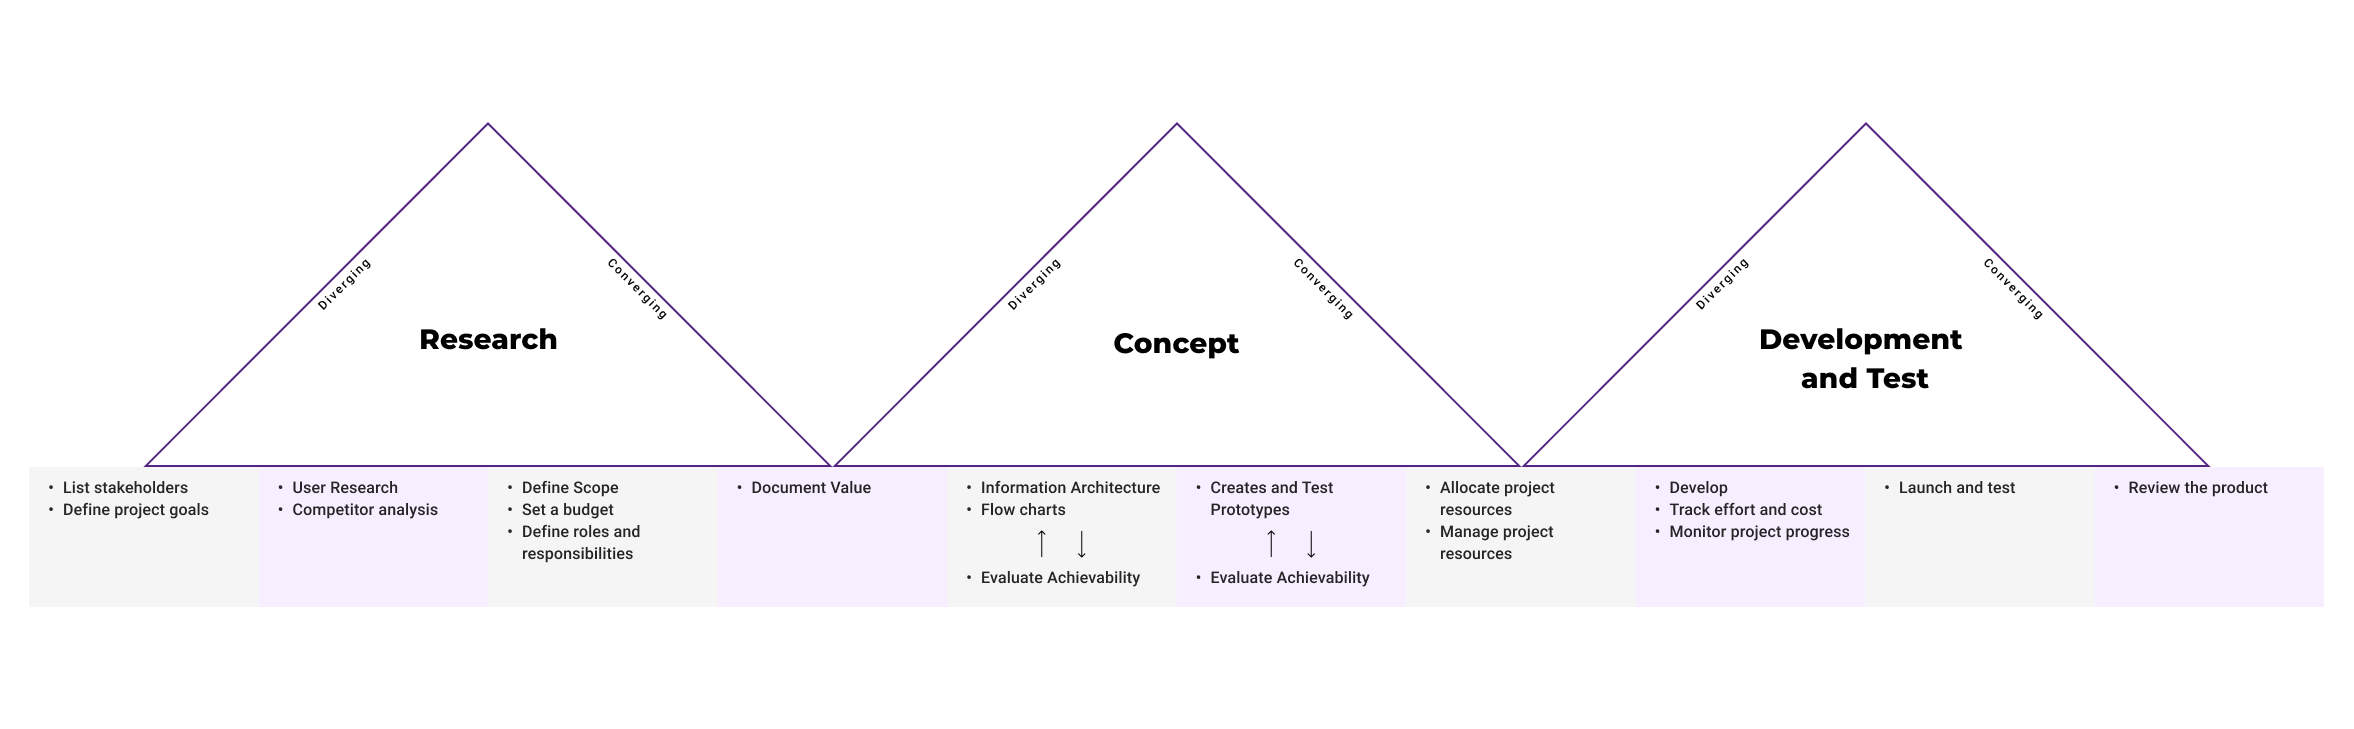 Diverging
Converging
Research
Diverging
Converging
Concept
Diverging
Converging
Development
and Test
• List stakeholders
• Define project goals
• User Research
• Competitor analysis
• Define Scope
• Set a budget
• Define roles and
responsibilities
• Document Value
• Information Architecture
• Flow charts
• Evaluate Achievability
• Creates and Test
Prototypes
• Evaluate Achievability
• Allocate project
resources
• Manage project
resources
• Develop
• Track effort and cost
• Monitor project progress
• Launch and test
• Review the product